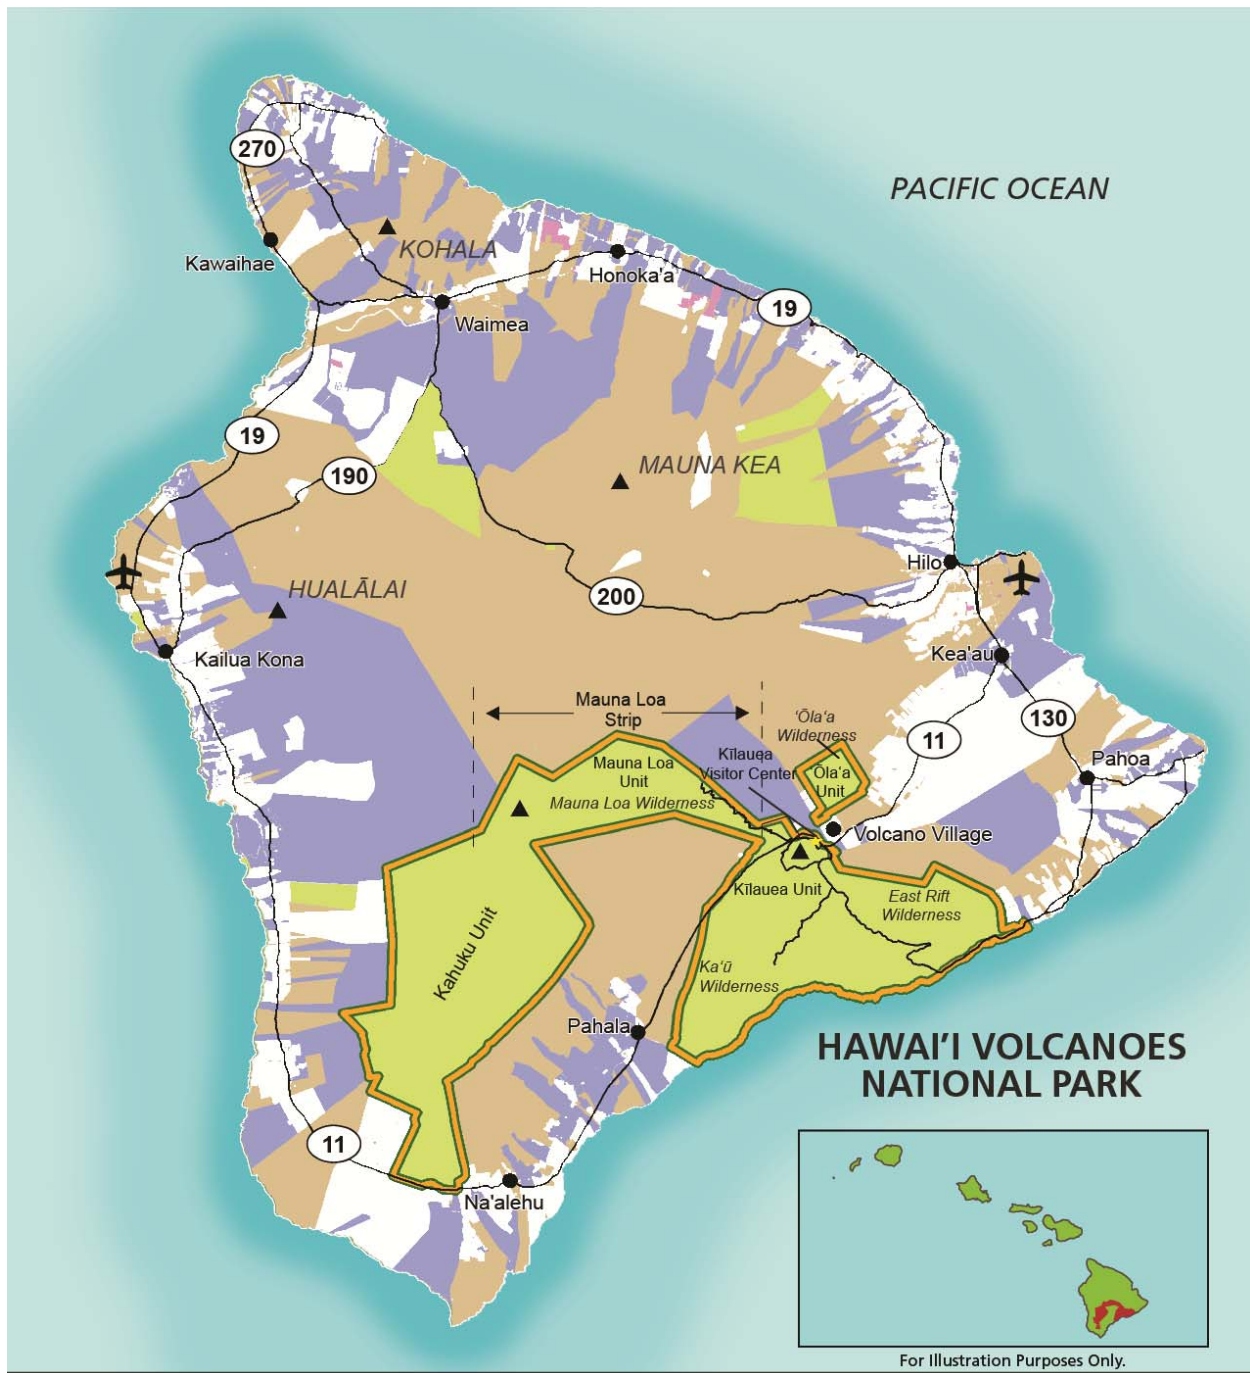 PACIFIC OCEAN
270
KOHALA
Kawaihae
Honoka'a
19
Waimea
19
190
MAUNA KEA
HUALĀLAI
200
Hilo
Kailua Kona
Kea'au
Mauna Loa
Strip
'Ōla'a
Wilderness
130
11
Mauna Loa
Unit
Mauna Loa Wilderness
Kīlauea
Visitor Center
Ōla'a
Unit
Pahoa
Volcano Village
Kīlauea Unit
East Rift
Wilderness
Kahuku Unit
Ka'ū
Wilderness
Pahala
HAWAI'I VOLCANOES
NATIONAL PARK
11
Na'alehu
For Illustration Purposes Only.